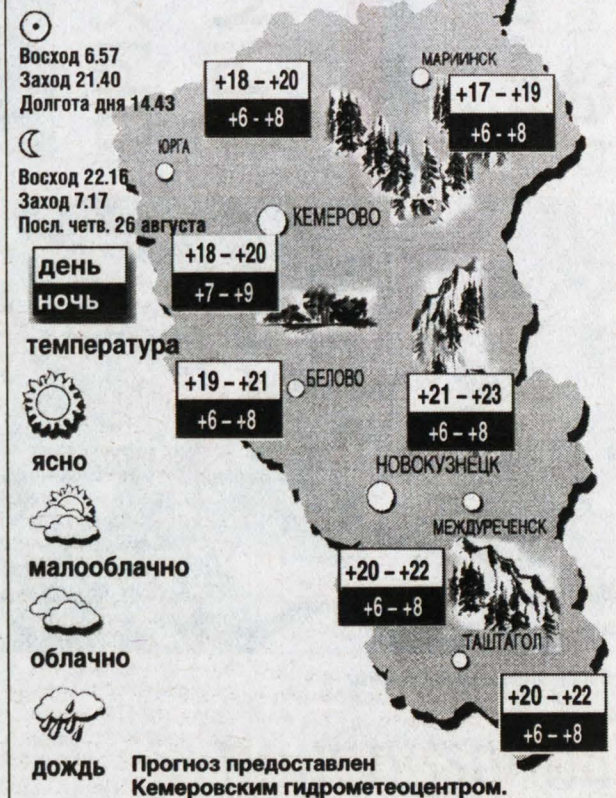 Восход 6.57
Заход 21.40
Долгота дня 14.43
Восход 22.16
Заход 7.17
Посл. четв. 26 августа
день
ночь
температура
ясно
малооблачно
облачно
дождь
+18 – +20
+6 - +8
МАРИИНСК
+17 – +19
+6 - +8
ЮРГА
КЕМЕРОВО
+18 – +20
+7 – +9
+19 – +21
+6 – +8
БЕЛОВО
+21 – +23
+6 – +8
НОВОКУЗНЕЦК
МЕЖДУРЕЧЕНСК
+20 – +22
+6 – +8
ТАШТАГОЛ
+20 – +22
+6 – +8
Прогноз предоставлен
Кемеровским гидрометеоцентром.